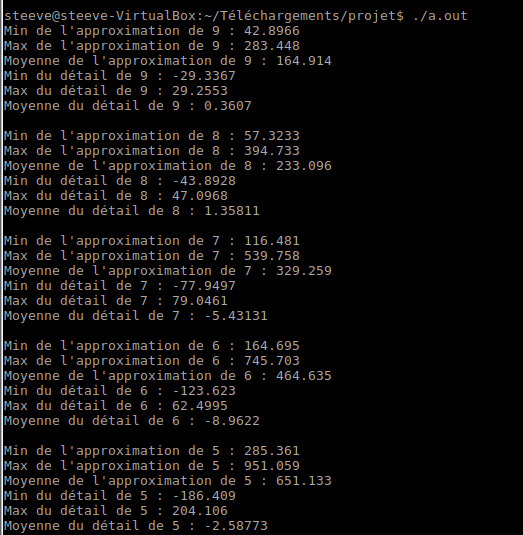 steeve@steeve-VirtualBox:~/Téléchargements/projet$ ./a.out
Min de l'approximation de 9 : 42.8966
Max de l'approximation de 9 : 283.448
Moyenne de l'approximation de 9 : 164.914
Min du détail de 9 : -29.3367
Max du détail de 9 : 29.2553
Moyenne du détail de 9 : 0.3607
Min de l'approximation de 8 : 57.3233
Max de l'approximation de 8 : 394.733
Moyenne de l'approximation de 8 : 233.096
Min du détail de 8 : -43.8928
Max du détail de 8 : 47.0968
Moyenne du détail de 8 : 1.35811
Min de l'approximation de 7 : 116.481
Max de l'approximation de 7 : 539.758
Moyenne de l'approximation de 7 : 329.259
Min du détail de 7 : -77.9497
Max du détail de 7 : 79.0461
Moyenne du détail de 7 : -5.43131
Min de l'approximation de 6 : 164.695
Max de l'approximation de 6 : 745.703
Moyenne de l'approximation de 6 : 464.635
Min du détail de 6 : -123.623
Max du détail de 6 : 62.4995
Moyenne du détail de 6 : -8.9622
Min de l'approximation de 5 : 285.361
Max de l'approximation de 5 : 951.059
Moyenne de l'approximation de 5 : 651.133
Min du détail de 5 : -186.409
Max du détail de 5 : 204.106
Moyenne du détail de 5 : -2.58773